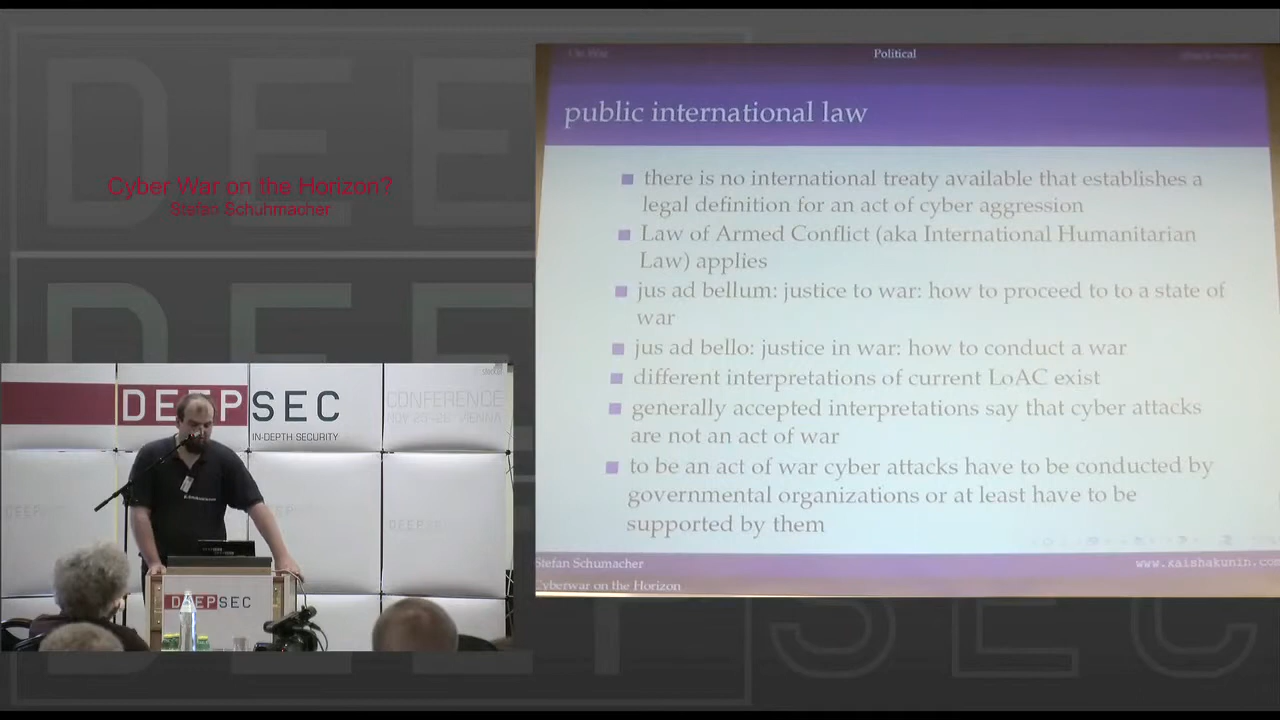 Political
public international law
there is no international treaty available that establishes a
legal definition for an act of cyber aggression
Law of Armed Conflict (aka International Humanitarian
Law) applies
jus ad bellum: justice to war: how to proceed to to a state of
war
jus ad bello: justice in war: how to conduct a war
different interpretations of current LoAC exist
generally accepted interpretations say that cyber attacks
are not an act of war
to be an act of war cyber attacks have to be conducted by
governmental organizations or at least have to be
supported by them
Stefan Schumacher
www.kaishakunin.com
Cyberwar on the Horizon
Cyber War on the Horizon?
Stefan Schuhmacher
DEEPSEC
IN-DEPTH SECURITY
CONFERENCE
DEEPSEC
DEEPSEC